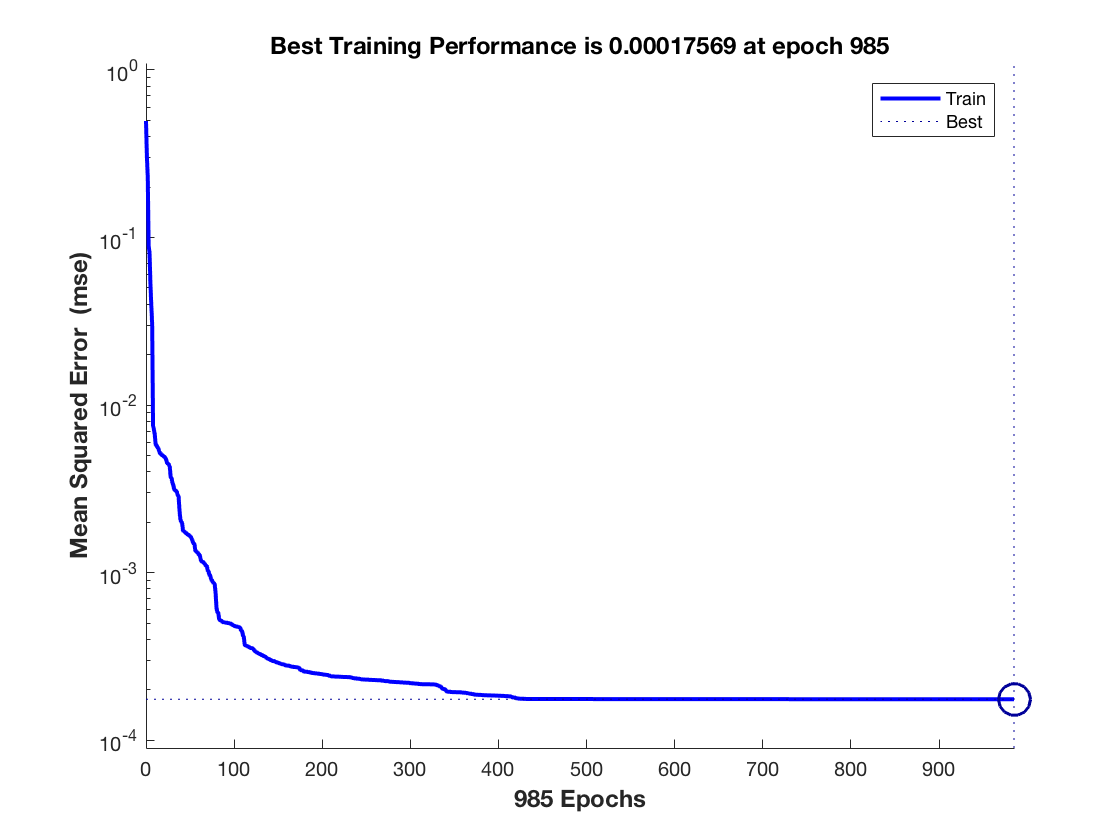 Best Training Performance is 0.00017569 at epoch 985
Train
Best
Mean Squared Error (mse)
10^0
10^-1
10^-2
10^-3
10^-4
0 100 200 300 400 500 600 700 800 900
985 Epochs